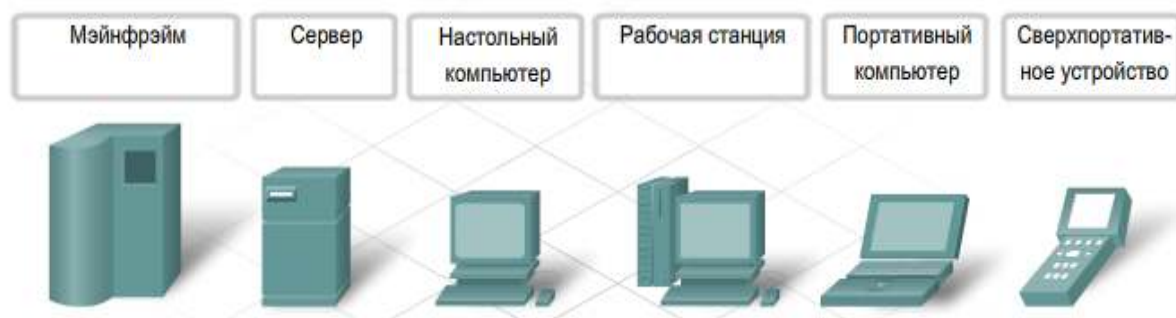 Мэйнфрэйм
Сервер
Настольный
компьютер
Рабочая станция
Портативный
компьютер
Сверхпортатив-
ное устройство